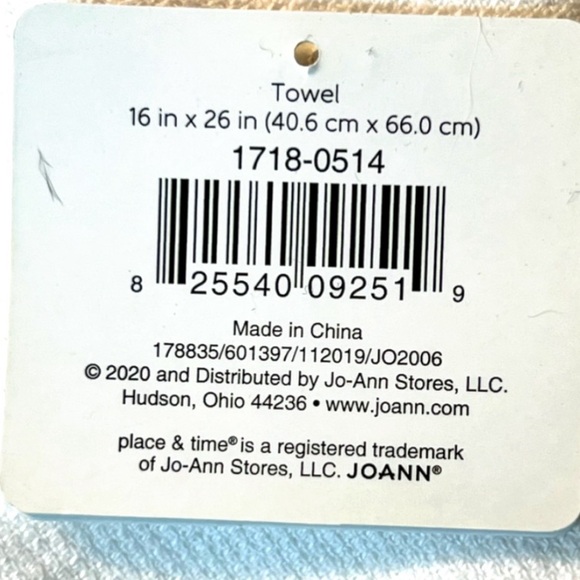 Towel
16 in x 26 in (40.6 cm x 66.0 cm)
1718-0514
8 25540 09251 9
Made in China
178835/601397/112019/JO2006
© 2020 and Distributed by Jo-Ann Stores, LLC.
Hudson, Ohio 44236 • www.joann.com
place & time® is a registered trademark
of Jo-Ann Stores, LLC. JOANN®